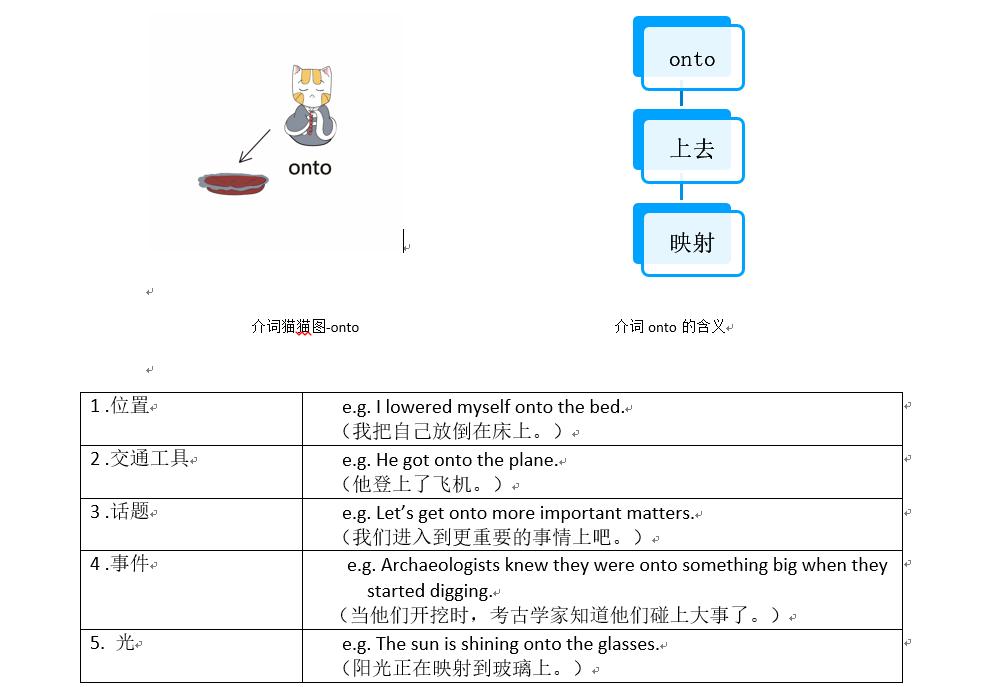 onto
onto
上去
映射
介词猫猫图-onto
介词 onto 的含义
1 .位置
e.g. I lowered myself onto the bed.
（我把自己放倒在床上。）
2 .交通工具
e.g. He got onto the plane.
（他登上了飞机。）
3 .话题
e.g. Let’s get onto more important matters.
（我们进入到更重要的事情上吧。）
4 .事件
e.g. Archaeologists knew they were onto something big when they
started digging.
（当他们开挖时，考古学家知道他们碰上大事了。）
5. 光
e.g. The sun is shining onto the glasses.
（阳光正在映射到玻璃上。）